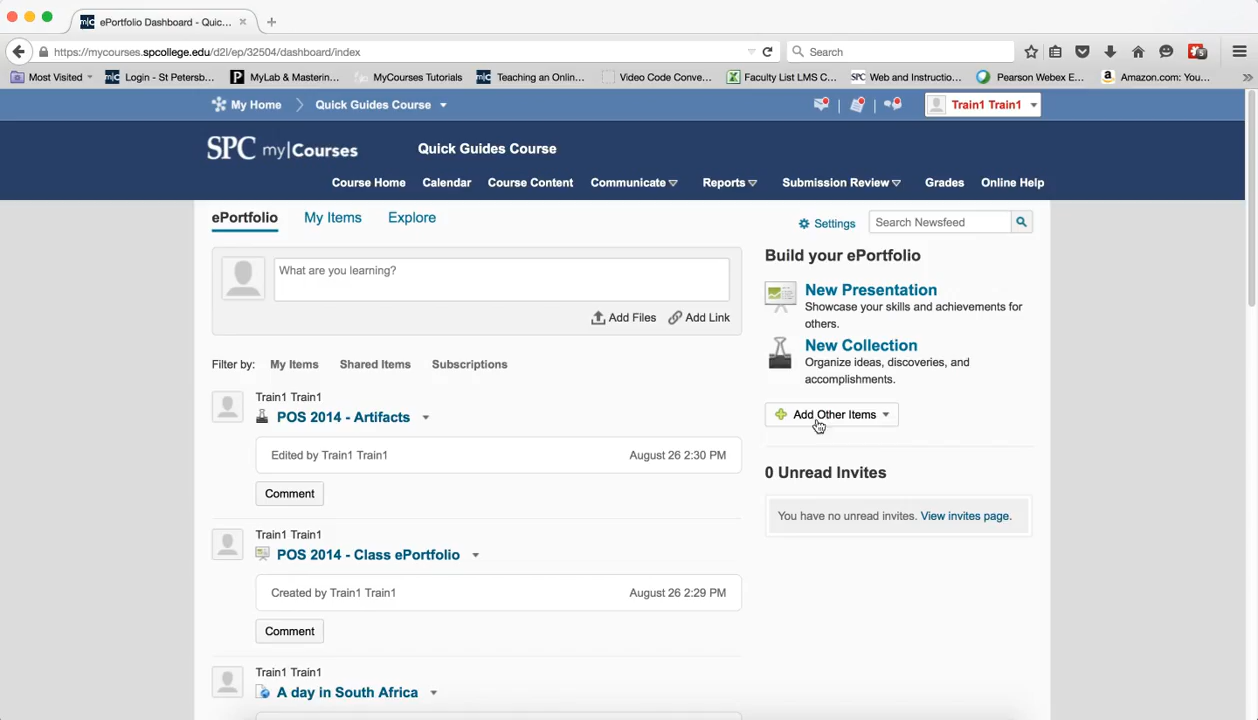 ePortfolio Dashboard - Quic...
https://mycourses.spcollege.edu/d2l/ep/32504/dashboard/index
Search
Most Visited
Login - St Petersb...
MyLab & Mastering...
MyCourses Tutorials
Teaching an Onlin...
Video Code Conve...
Faculty List LMS C...
SPC Web and Instructio...
Pearson Webex E...
Amazon.com: You...
My Home
Quick Guides Course
Train1 Train1
SPC my|Courses
Quick Guides Course
Course Home
Calendar
Course Content
Communicate
Reports
Submission Review
Grades
Online Help
ePortfolio
My Items
Explore
Settings
Search Newsfeed
What are you learning?
Add Files
Add Link
Filter by:
My Items
Shared Items
Subscriptions
Train1 Train1
POS 2014 - Artifacts
Edited by Train1 Train1
August 26 2:30 PM
Comment
Train1 Train1
POS 2014 - Class ePortfolio
Created by Train1 Train1
August 26 2:29 PM
Comment
Train1 Train1
A day in South Africa
Build your ePortfolio
New Presentation
Showcase your skills and achievements for
others.
New Collection
Organize ideas, discoveries, and
accomplishments.
Add Other Items
0 Unread Invites
You have no unread invites. View invites page.